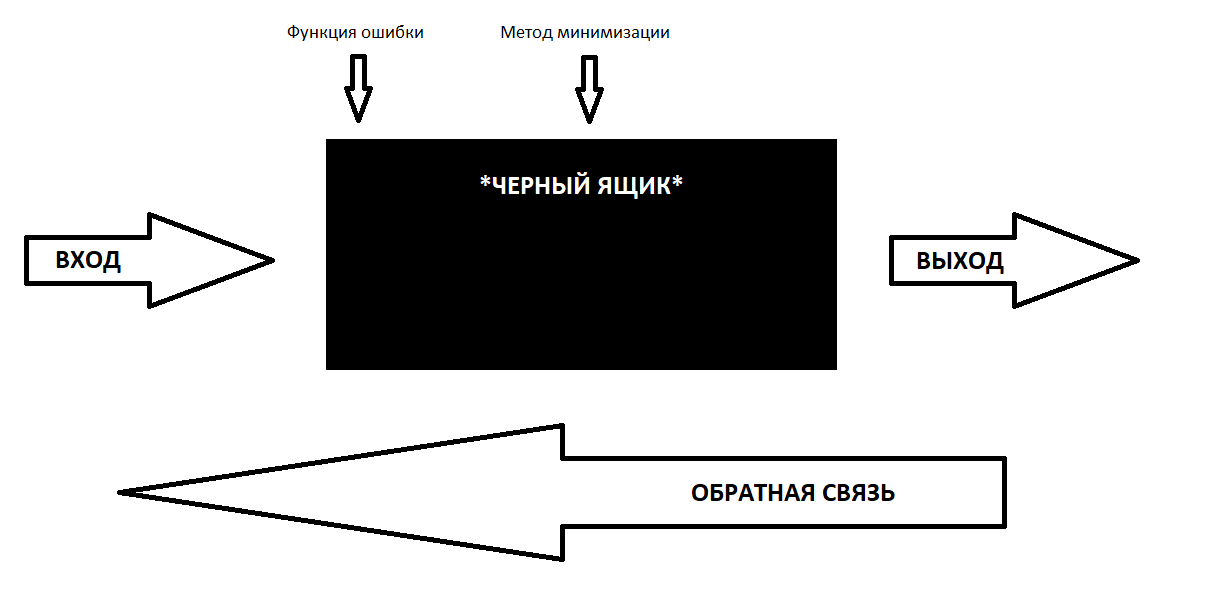 Функция ошибки
Метод минимизации
*ЧЕРНЫЙ ЯЩИК*
ВХОД
ВЫХОД
ОБРАТНАЯ СВЯЗЬ